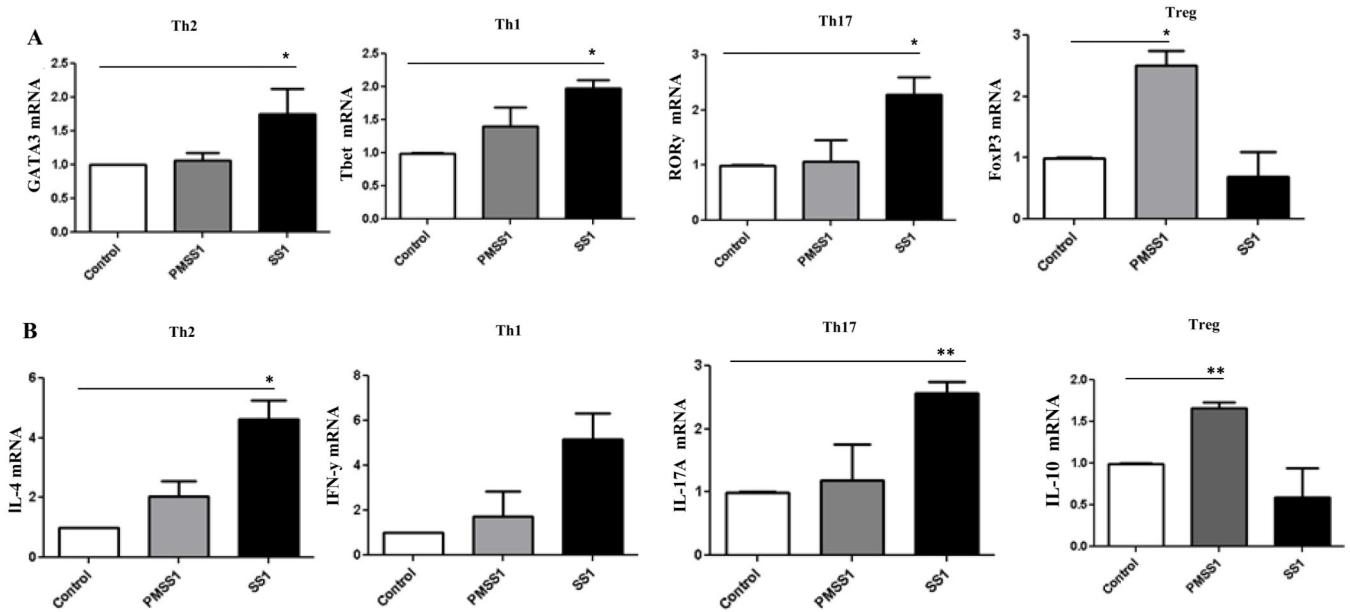 A
Th2
GATA3 mRNA
2.5
2.0
1.5
1.0
0.5
0.0
*
Control
PMSS1
SS1
Th1
Tbet mRNA
2.5
2.0
1.5
1.0
0.5
0.0
*
Control
PMSS1
SS1
Th17
RORy mRNA
3
2
1
0
*
Control
PMSS1
SS1
Treg
FoxP3 mRNA
3
2
1
0
*
Control
PMSS1
SS1
B
Th2
IL-4 mRNA
6
4
2
0
*
Control
PMSS1
SS1
Th1
IFN-y mRNA
8
6
4
2
0
Control
PMSS1
SS1
Th17
IL-17A mRNA
3
2
1
0
**
Control
PMSS1
SS1
Treg
IL-10 mRNA
2.0
1.5
1.0
0.5
0.0
**
Control
PMSS1
SS1